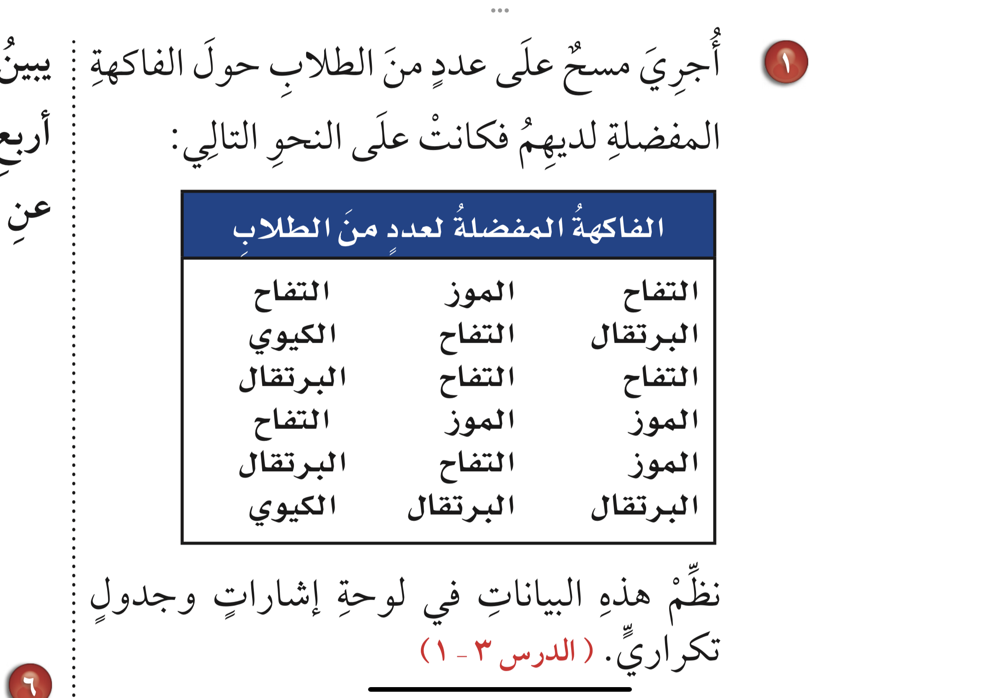 ١
أُجرِيَ مسحٌ علَى عددٍ منَ الطلابِ حولَ الفاكهةِ
المفضلةِ لديهِمُ فكانتْ علَى النحوِ التالِي:
الفاكهةُ المفضلةُ لعددٍ منَ الطلابِ
التفاح الموز التفاح
البرتقال التفاح الكيوي
التفاح التفاح البرتقال
الموز الموز التفاح
الموز التفاح البرتقال
البرتقال البرتقال الكيوي
نظِّمْ هذهِ البياناتِ في لوحةِ إشاراتٍ وجدولٍ
تكراريٍّ. (الدرس ٣ - ١)
يبينُ
أربعِ
عنِ
٦